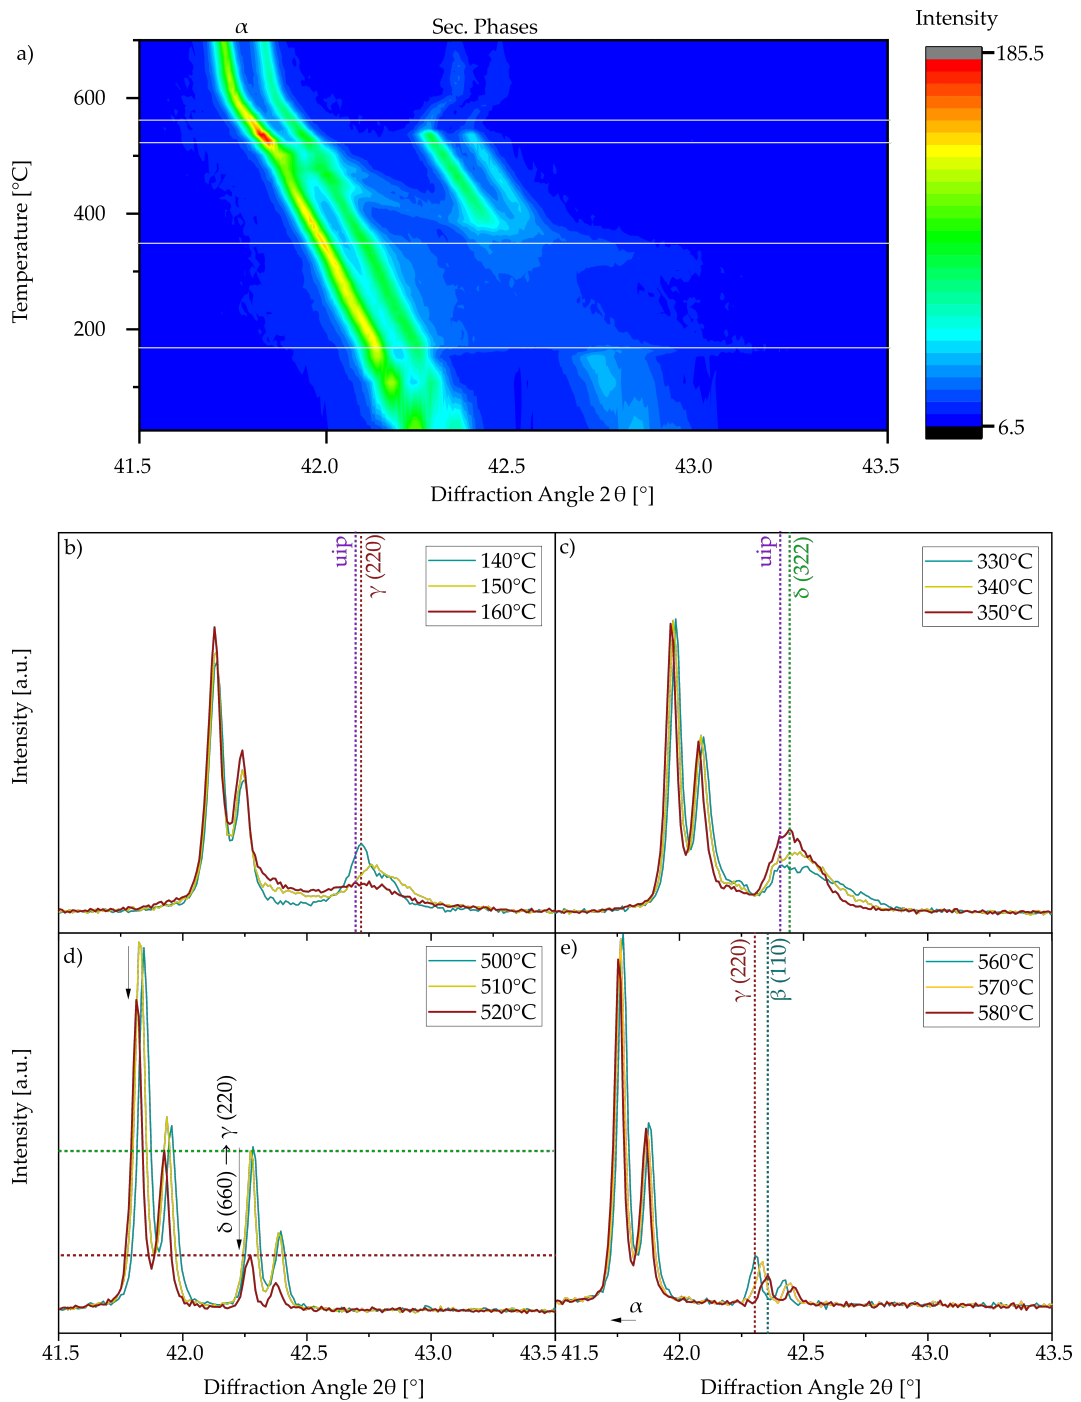 α
Sec. Phases
Intensity
a)
185.5
6.5
600
400
200
Temperature [°C]
41.5
42.0
42.5
43.0
43.5
Diffraction Angle 2θ [°]
b)
uip
γ (220)
140°C
150°C
160°C
c)
uip
δ (322)
330°C
340°C
350°C
Intensity [a.u.]
d)
500°C
510°C
520°C
δ (660) → γ (220)
e)
γ (220)
β (110)
560°C
570°C
580°C
α
Intensity [a.u.]
41.5
42.0
42.5
43.0
43.5
41.5
42.0
42.5
43.0
43.5
Diffraction Angle 2θ [°]
Diffraction Angle 2θ [°]